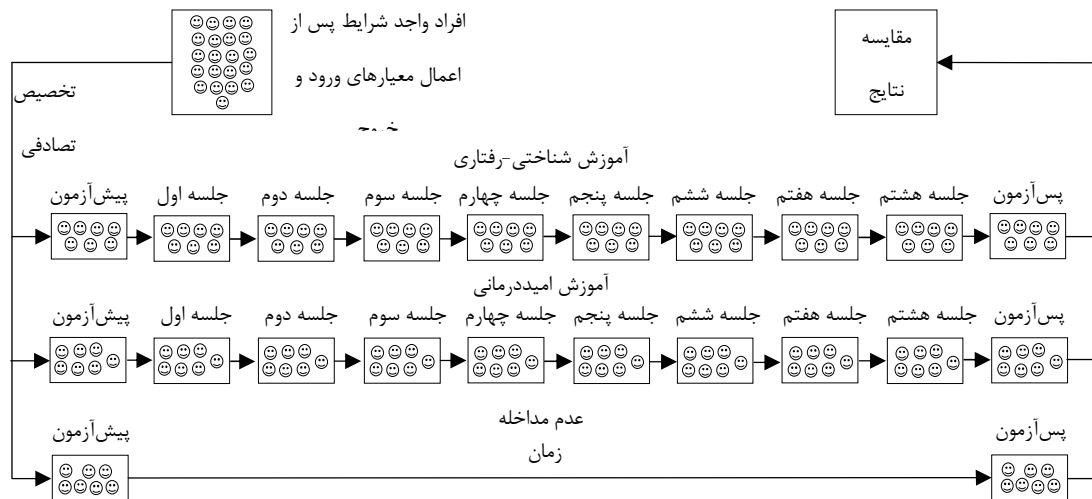 افراد واجد شرایط پس از
اعمال معیارهای ورود و
مقایسه
نتایج
تخصیص
تصادفی
آموزش شناختی-رفتاری
پیش‌آزمون جلسه اول جلسه دوم جلسه سوم جلسه چهارم جلسه پنجم جلسه ششم جلسه هفتم جلسه هشتم پس‌آزمون
آموزش امیددرمانی
پیش‌آزمون جلسه اول جلسه دوم جلسه سوم جلسه چهارم جلسه پنجم جلسه ششم جلسه هفتم جلسه هشتم پس‌آزمون
عدم مداخله
پیش‌آزمون پس‌آزمون
زمان